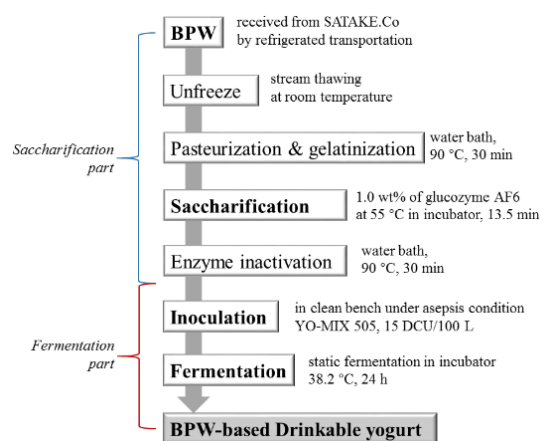 BPW
received from SATAKE.Co
by refrigerated transportation
Unfreeze
stream thawing
at room temperature
Saccharification
part
Pasteurization & gelatinization
water bath,
90 °C, 30 min
Saccharification
1.0 wt% of glucozyme AF6
at 55 °C in incubator, 13.5 min
Enzyme inactivation
water bath,
90 °C, 30 min
Fermentation
part
Inoculation
in clean bench under asepsis condition
YO-MIX 505, 15 DCU/100 L
Fermentation
static fermentation in incubator
38.2 °C, 24 h
BPW-based Drinkable yogurt